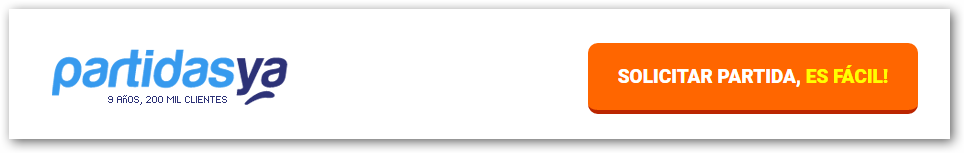 partidasya
9 AÑOS, 200 MIL CLIENTES
SOLICITAR PARTIDA, ES FÁCIL!